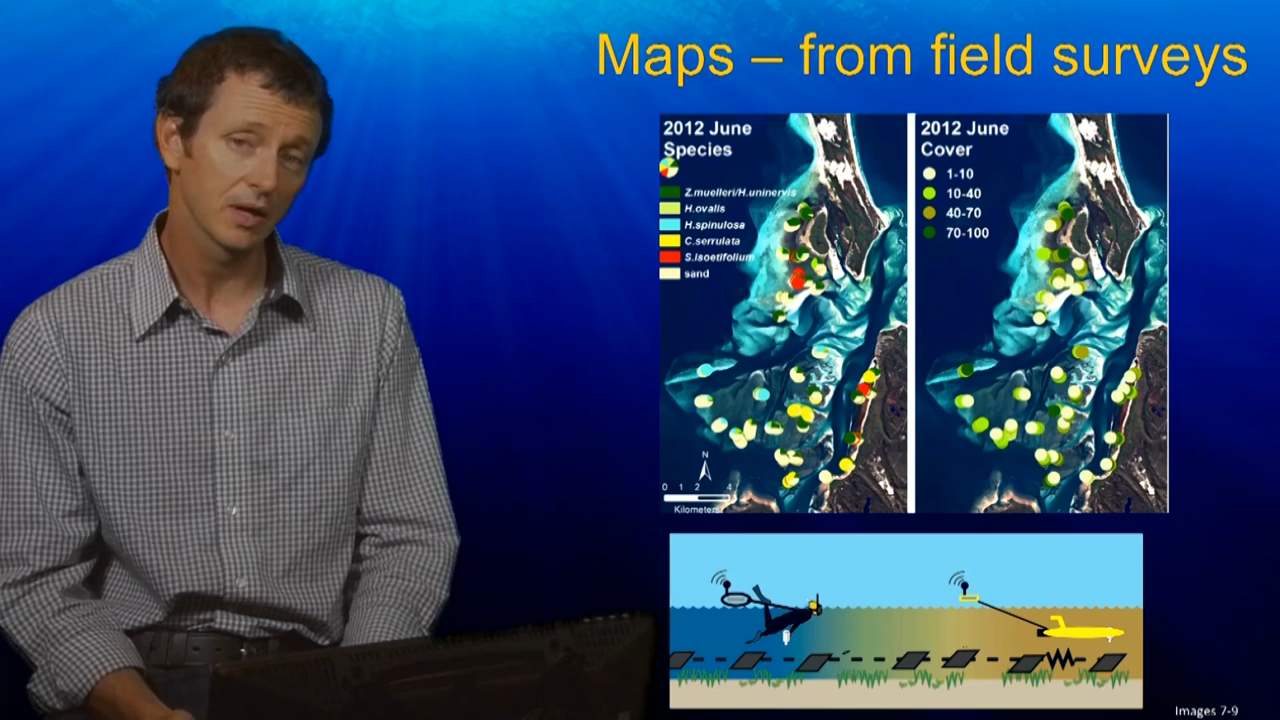 Maps – from field surveys
2012 June
Species
Z.muelleri/H.uninervis
H.ovalis
H.spinulosa
C.serrulata
S.isoetifolium
sand
N
0 1 2 4
Kilometers
2012 June
Cover
1-10
10-40
40-70
70-100
Images 7-9